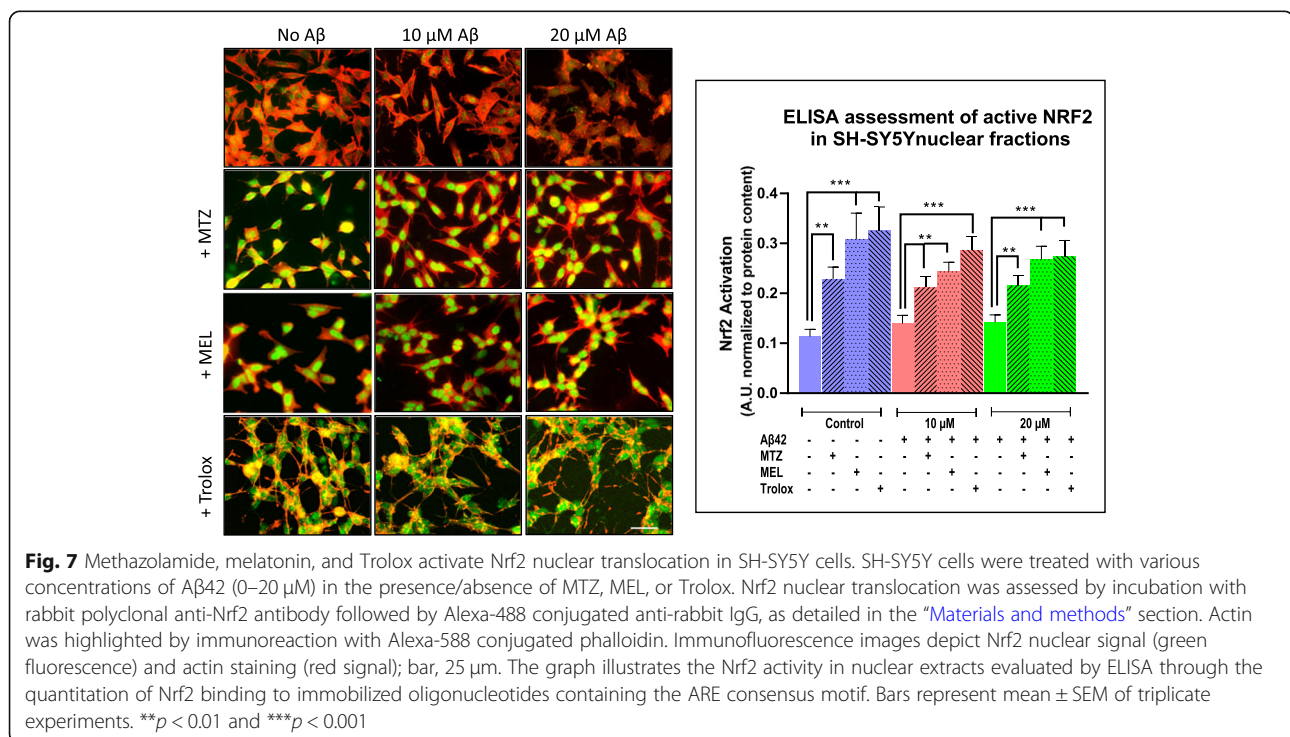 No Aβ 10 μM Aβ 20 μM Aβ
+ MTZ
+ MEL
+ Trolox
ELISA assessment of active NRF2
in SH-SY5Ynuclear fractions
Nrf2 Activation
(A.U. normalized to protein content)
0.4
0.3
0.2
0.1
0.0
** *** ** *** ** ***
Control 10 μM 20 μM
Aβ42 - - - - + + + + + + + +
MTZ - + - - - + - - - + - -
MEL - - + - - - + - - - + -
Trolox - - - + - - - + - - - +
Fig. 7 Methazolamide, melatonin, and Trolox activate Nrf2 nuclear translocation in SH-SY5Y cells. SH-SY5Y cells were treated with various
concentrations of Aβ42 (0–20 μM) in the presence/absence of MTZ, MEL, or Trolox. Nrf2 nuclear translocation was assessed by incubation with
rabbit polyclonal anti-Nrf2 antibody followed by Alexa-488 conjugated anti-rabbit IgG, as detailed in the “Materials and methods” section. Actin
was highlighted by immunoreaction with Alexa-588 conjugated phalloidin. Immunofluorescence images depict Nrf2 nuclear signal (green
fluorescence) and actin staining (red signal); bar, 25 μm. The graph illustrates the Nrf2 activity in nuclear extracts evaluated by ELISA through the
quantitation of Nrf2 binding to immobilized oligonucleotides containing the ARE consensus motif. Bars represent mean ± SEM of triplicate
experiments. **p < 0.01 and ***p < 0.001